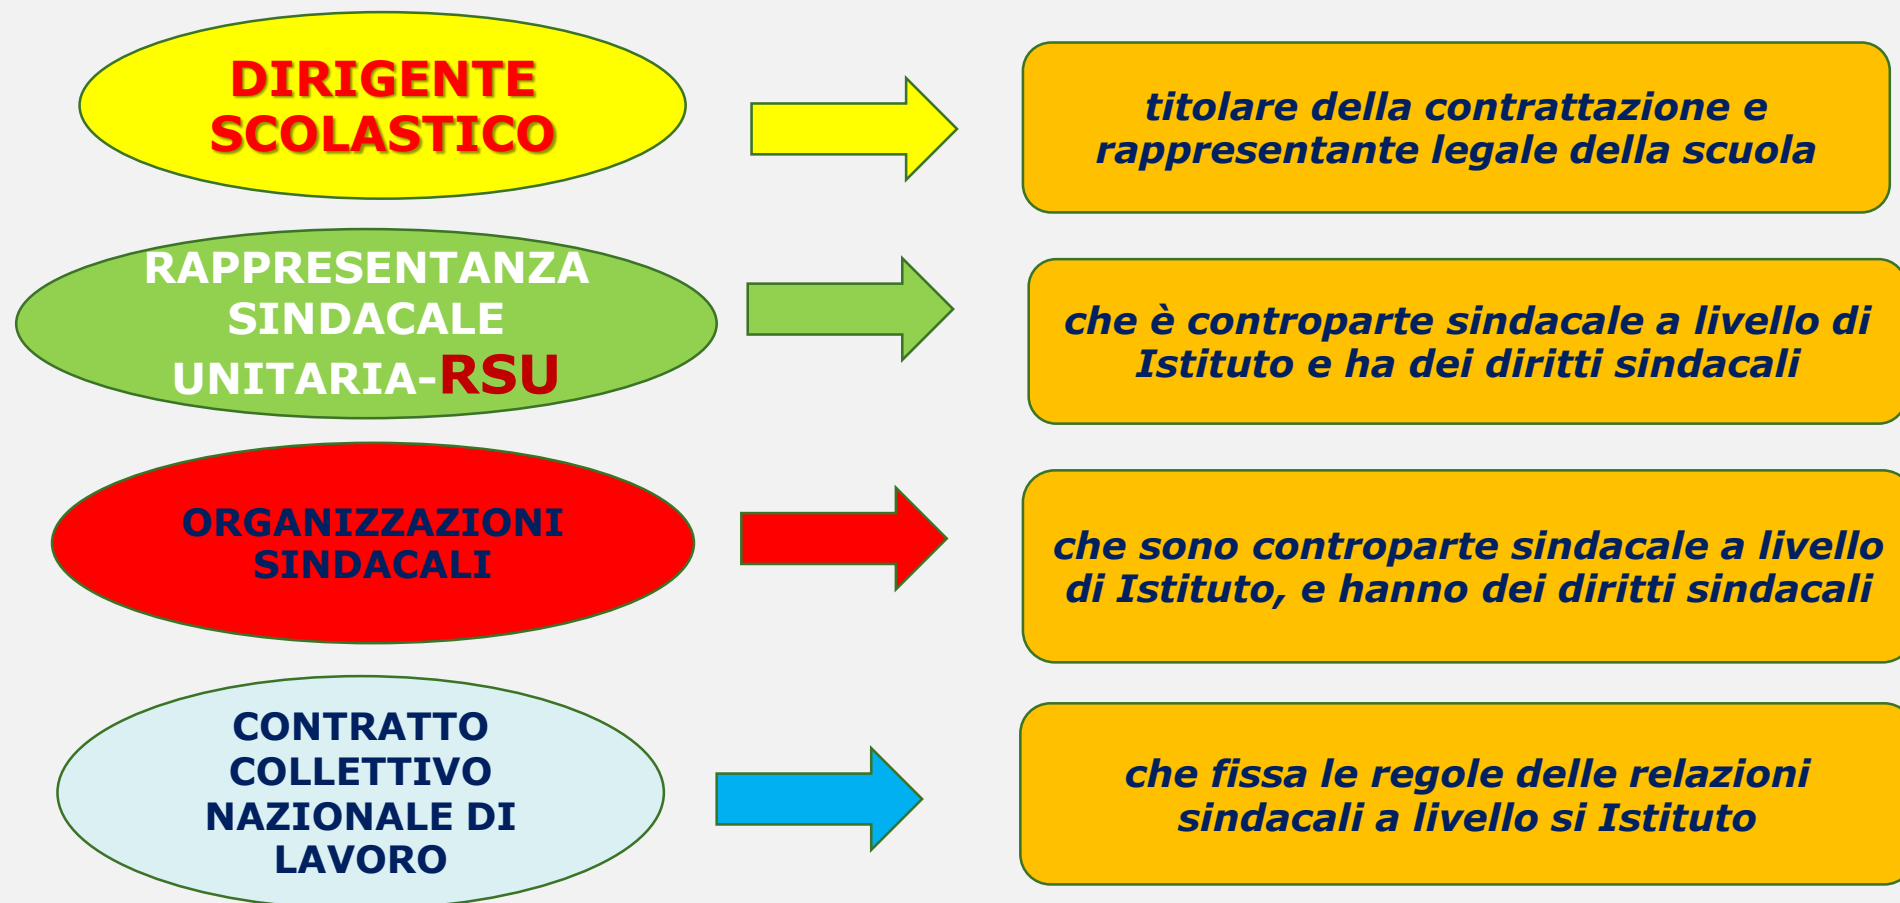 DIRIGENTE
SCOLASTICO
titolare della contrattazione e
rappresentante legale della scuola
RAPPRESENTANZA
SINDACALE
UNITARIA-RSU
che è controparte sindacale a livello di
Istituto e ha dei diritti sindacali
ORGANIZZAZIONI
SINDACALI
che sono controparte sindacale a livello
di Istituto, e hanno dei diritti sindacali
CONTRATTO
COLLETTIVO
NAZIONALE DI
LAVORO
che fissa le regole delle relazioni
sindacali a livello si Istituto